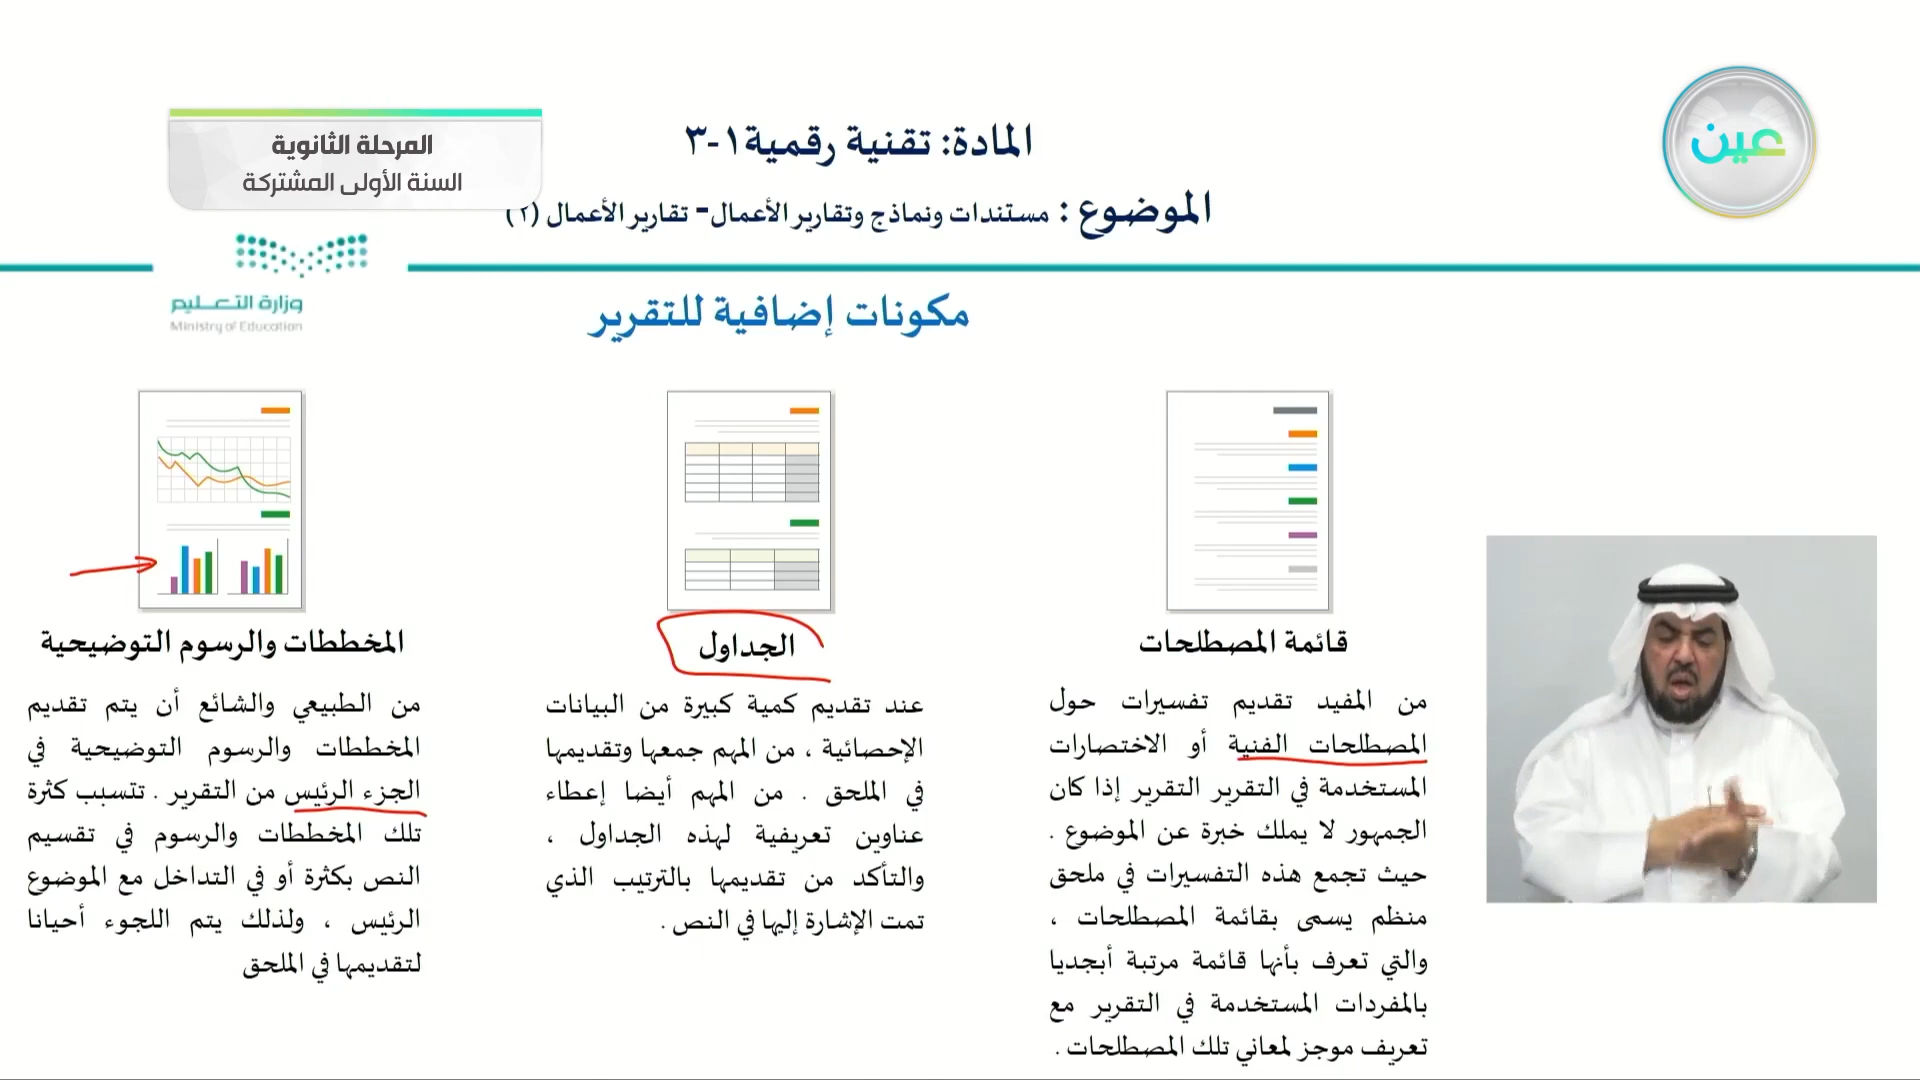 عين
المادة: تقنية رقمية١-٣
المرحلة الثانوية
السنة الأولى المشتركة
الموضوع : مستندات ونماذج وتقارير الأعمال- تقارير الأعمال (٢)
وزارة التعليم
Ministry of Education
مكونات إضافية للتقرير
قائمة المصطلحات
من المفيد تقديم تفسيرات حول
المصطلحات الفنية أو الاختصارات
المستخدمة في التقرير التقرير إذا كان
الجمهور لا يملك خبرة عن الموضوع .
حيث تجمع هذه التفسيرات في ملحق
منظم يسمى بقائمة المصطلحات ،
والتي تعرف بأنها قائمة مرتبة أبجديا
بالمفردات المستخدمة في التقرير مع
تعريف موجز لمعاني تلك المصطلحات .
الجداول
عند تقديم كمية كبيرة من البيانات
الإحصائية ، من المهم جمعها وتقديمها
في الملحق . من المهم أيضا إعطاء
عناوين تعريفية لهذه الجداول ،
والتأكد من تقديمها بالترتيب الذي
تمت الإشارة إليها في النص .
المخططات والرسوم التوضيحية
من الطبيعي والشائع أن يتم تقديم
المخططات والرسوم التوضيحية في
الجزء الرئيس من التقرير . تتسبب كثرة
تلك المخططات والرسوم في تقسيم
النص بكثرة أو في التداخل مع الموضوع
الرئيس ، ولذلك يتم اللجوء أحيانا
لتقديمها في الملحق